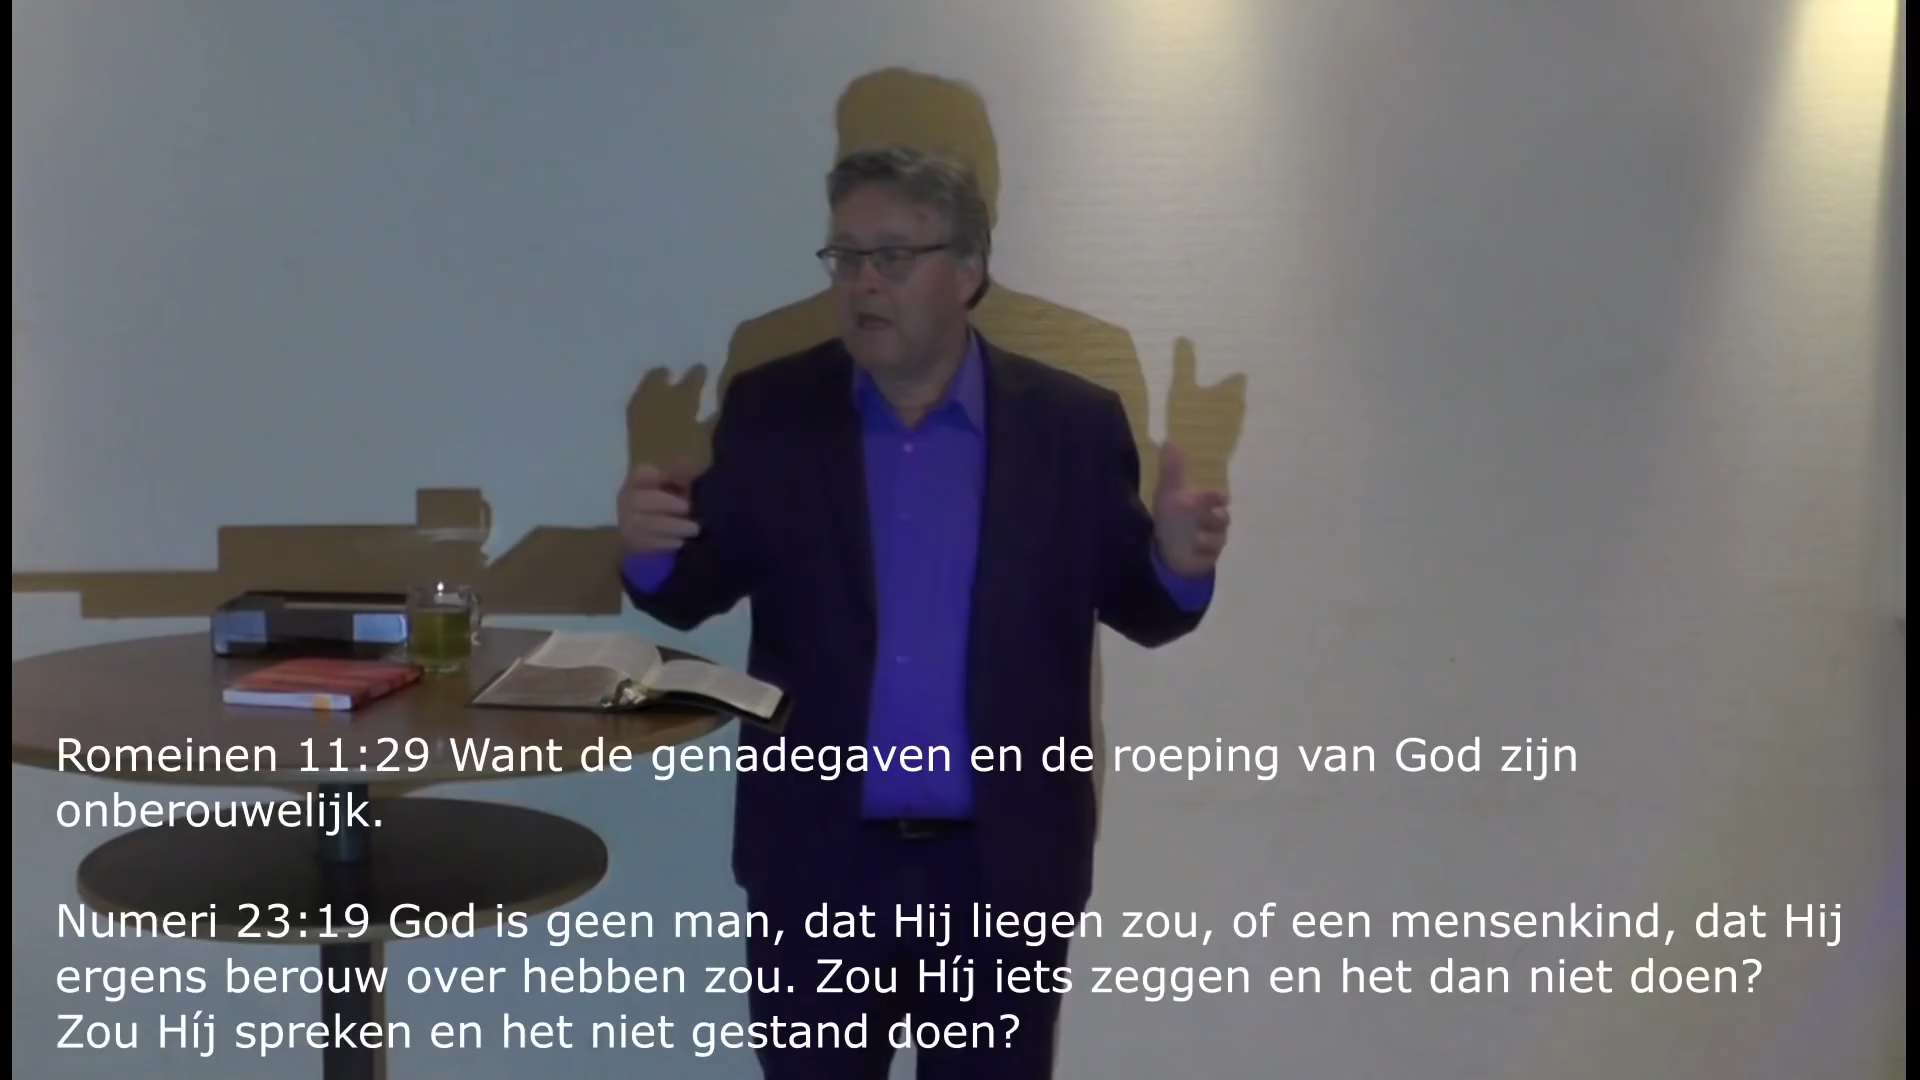 Romeinen 11:29 Want de genadegaven en de roeping van God zijn
onberouwelijk.
Numeri 23:19 God is geen man, dat Hij liegen zou, of een mensenkind, dat Hij
ergens berouw over hebben zou. Zou Híj iets zeggen en het dan niet doen?
Zou Híj spreken en het niet gestand doen?